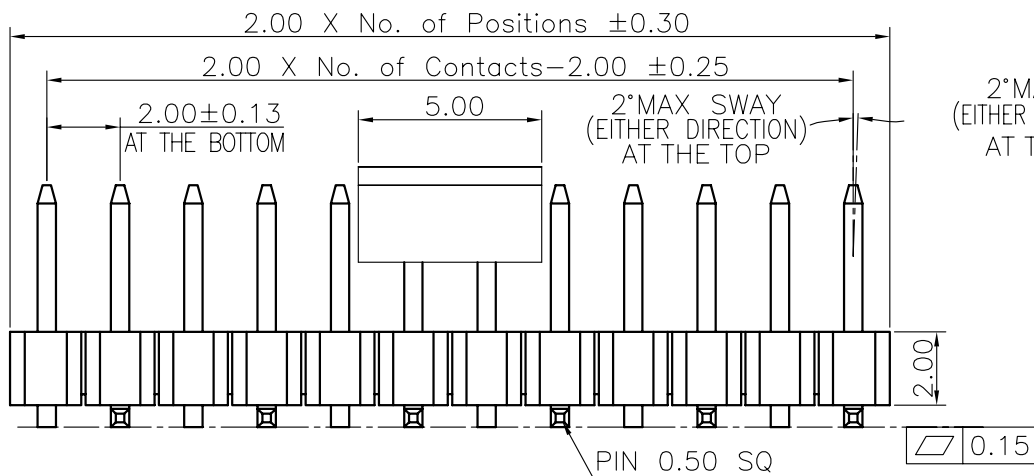 2.00 X No. of Positions ±0.30
2.00 X No. of Contacts-2.00 ±0.25
2.00±0.13
AT THE BOTTOM
5.00
2°MAX SWAY
(EITHER DIRECTION)
AT THE TOP
(EITHER
2.00
0.15
PIN 0.50 SQ